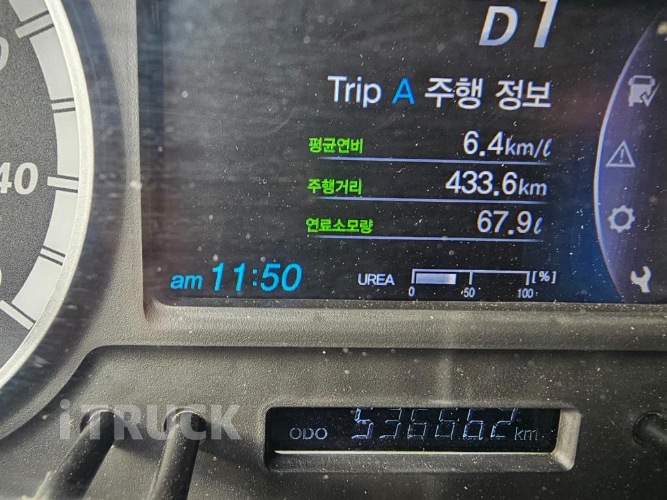 D1
Trip A 주행 정보
평균연비 6.4km/ℓ
주행거리 433.6km
40
연료소모량 67.9ℓ
am 11:50 UREA [%]
0 50 100
iTRUCK
ODO 536662km